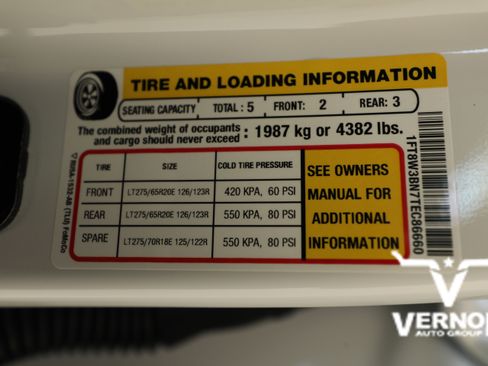 TIRE AND LOADING INFORMATION
SEATING CAPACITY TOTAL : 5 FRONT: 2 REAR: 3
The combined weight of occupants and cargo should never exceed : 1987 kg or 4382 lbs.
TIRE SIZE COLD TIRE PRESSURE
FRONT LT275/65R20E 126/123R 420 KPA, 60 PSI
REAR LT275/65R20E 126/123R 550 KPA, 80 PSI
SPARE LT275/70R18E 125/122R 550 KPA, 80 PSI
SEE OWNERS
MANUAL FOR
ADDITIONAL
INFORMATION
1FT8W3BN7TEC86660
VERNO
AUTO GROUP